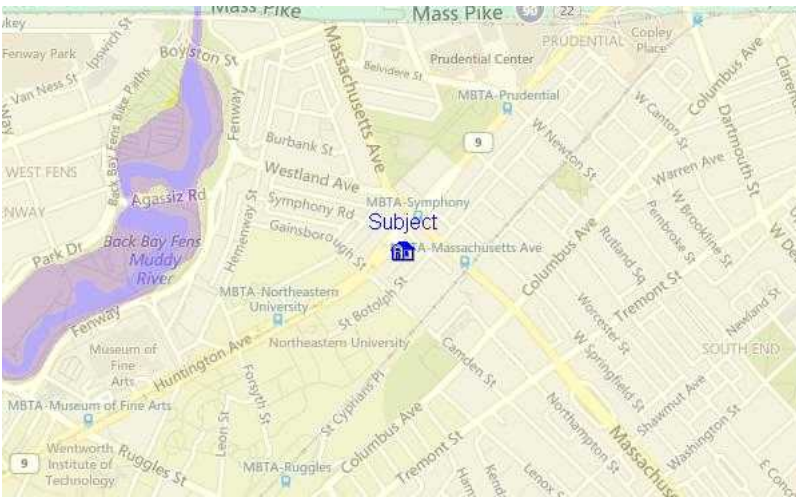 Mass Pike
Mass Pike
22
Ipswich St
Fenway Park
Boylston St
Van Ness St
Back Bay Fens Bike Paths
Fenway
Massachusetts Ave
Belvidere St
Prudential Center
PRUDENTIAL
Copley
Place
MBTA-Prudential
Columbus Ave
Dartmouth St
W Canton St
9
W Newton St
Warren Ave
Burbank St
Westland Ave
WEST FENS
Agassiz Rd
Hemenway St
Symphony Rd
MBTA-Symphony
Gainsborough St
Subject
Massachusetts Ave
Park Dr
Back Bay Fens
Muddy
River
Pembroke St
W Brookline St
Rutland Sq
Columbus Ave
Tremont St
MBTA-Northeastern
University
St Botolph St
Fenway
Huntington Ave
Northeastern University
Museum of
Fine
Arts
Worcester St
W Springfield St
Newland St
SOUTH END
Camden St
Forsyth St
St Cyprians Pl
MBTA-Museum of Fine Arts
Leon St
Columbus Ave
Tremont St
Northampton St
Shawmut Ave
Washington St
Wentworth
Institute of
Technology
9
Ruggles St
MBTA-Ruggles
Lenox St